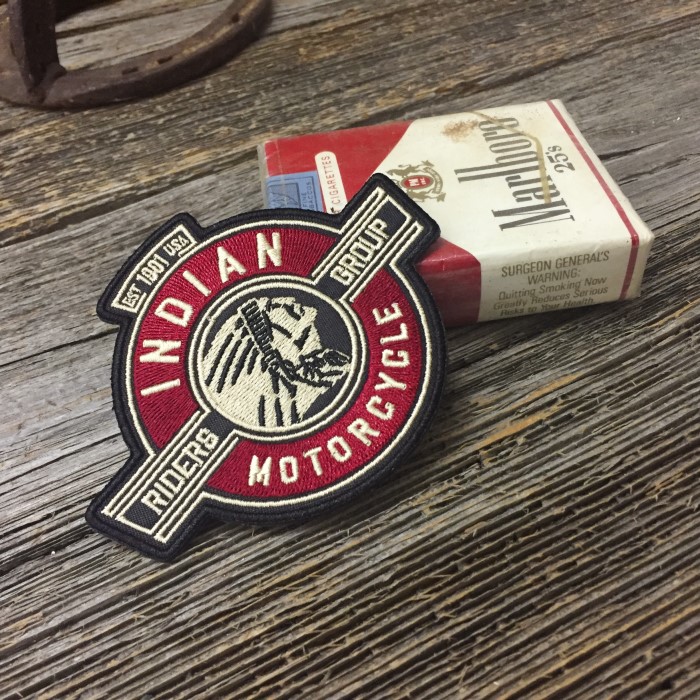 EST 1901 USA
INDIAN
MOTORCYCLE
RIDERS
GROUP
CIGARETTES
Marlboro
25's
SURGEON GENERAL'S
WARNING:
Quitting Smoking Now
Greatly Reduces Serious
Risks to Your Health.